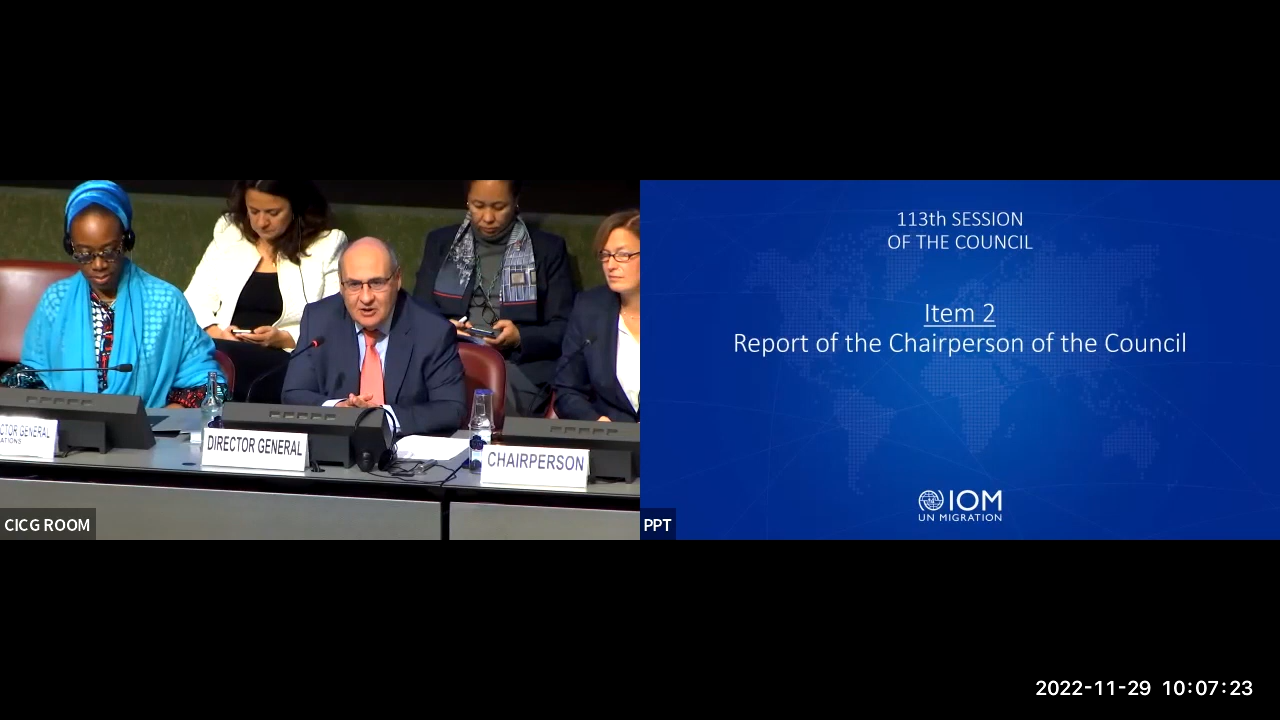 CTOR GENERAL
ATIONS
DIRECTOR GENERAL
CHAIRPERSON
CICG ROOM
113th SESSION
OF THE COUNCIL
Item 2
Report of the Chairperson of the Council
IOM
UN MIGRATION
PPT
2022-11-29 10:07:23